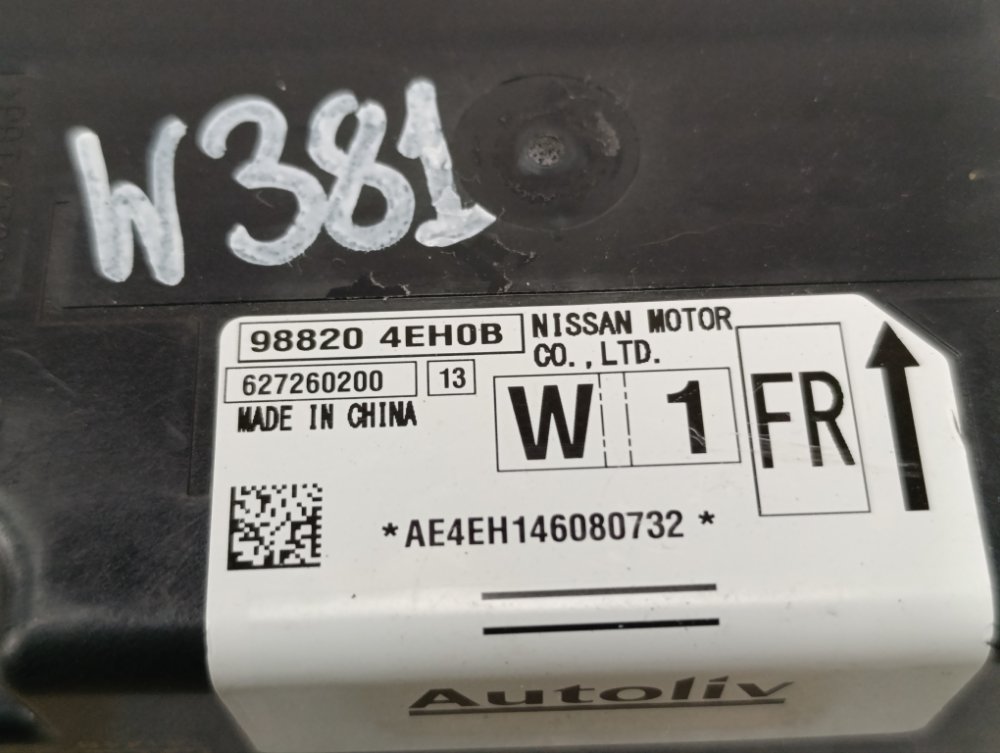 W381
98820 4EH0B
NISSAN MOTOR
CO.,LTD.
627260200
13
MADE IN CHINA
W 1
FR
*AE4EH146080732 *
Autoliv